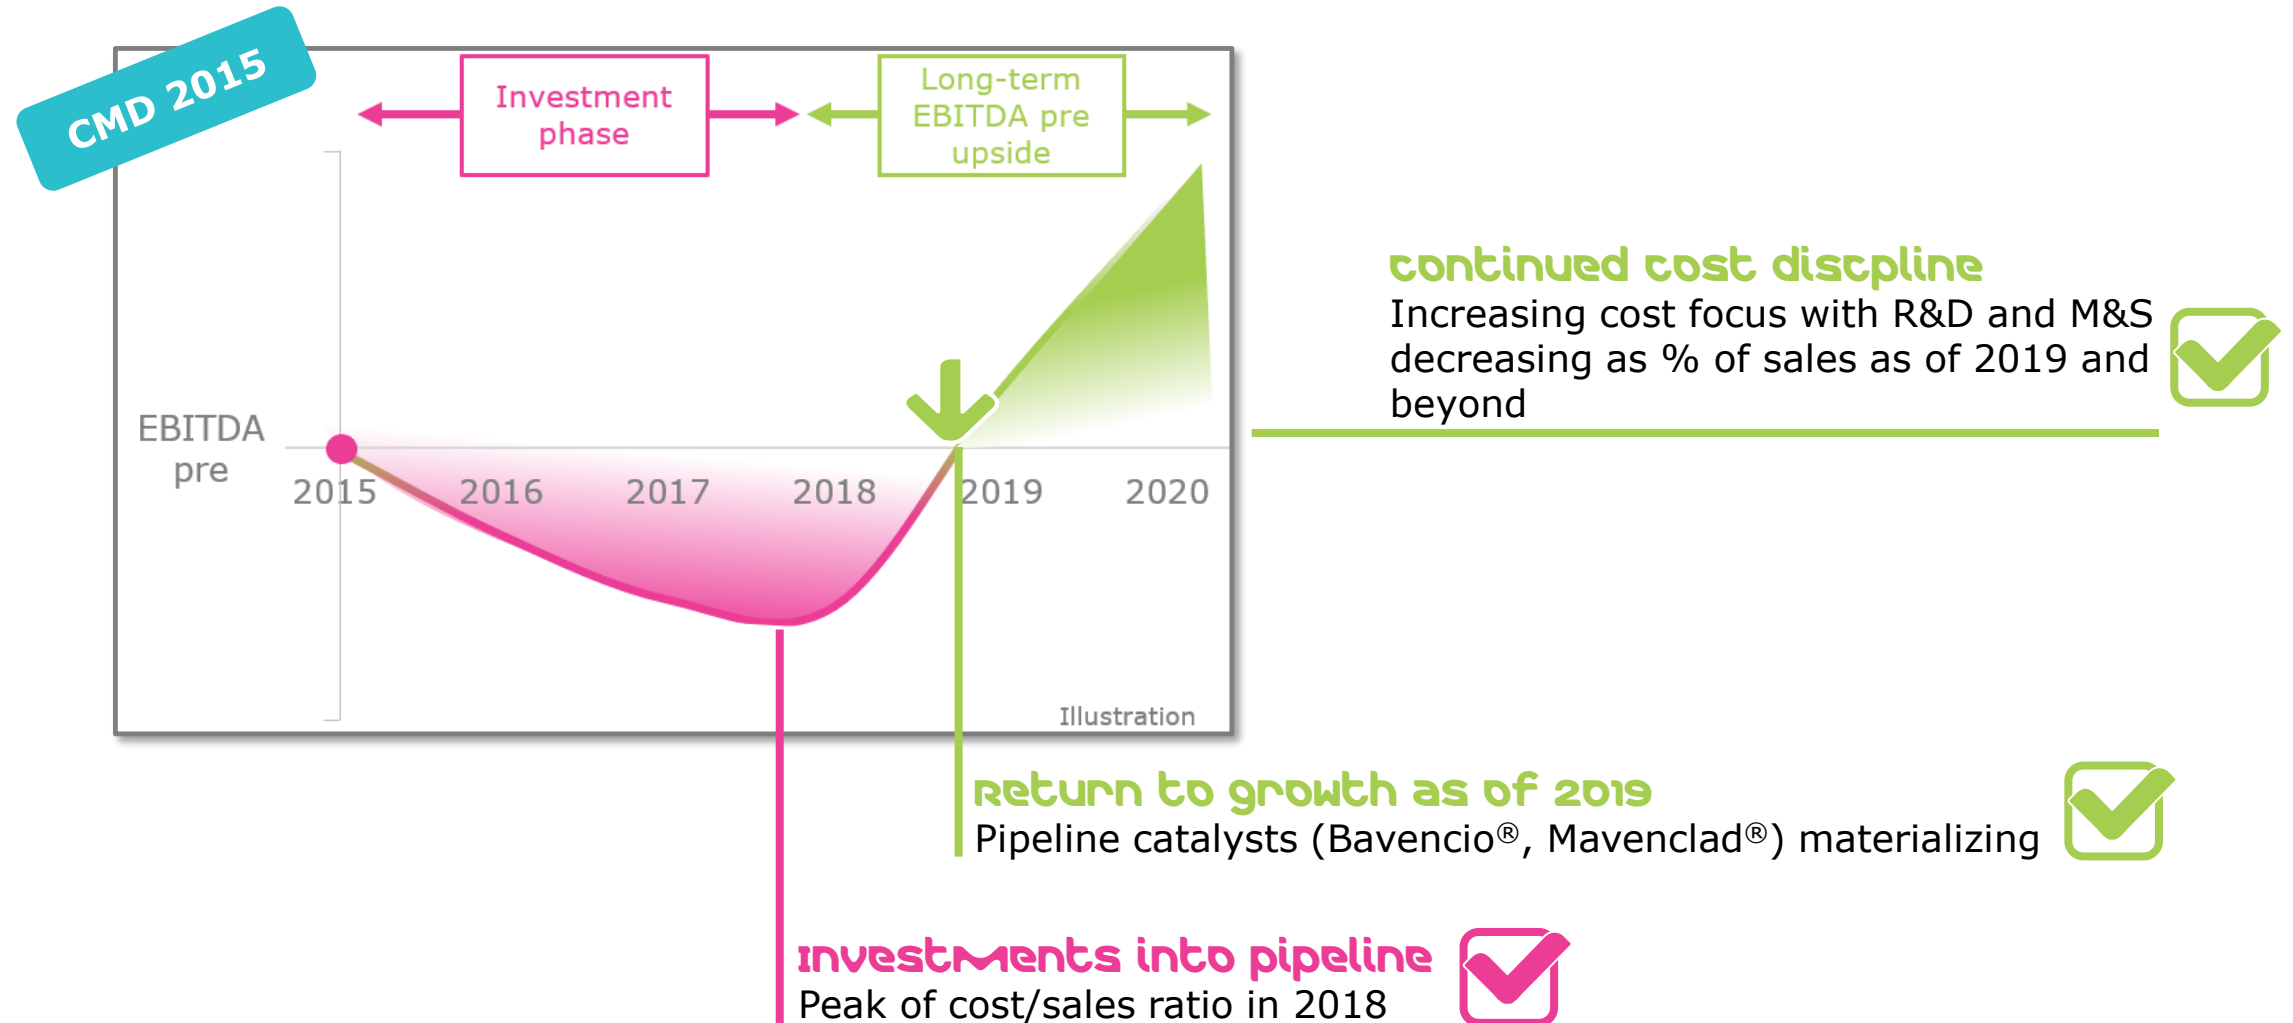 CMD 2015
Investment
phase
Long-term
EBITDA pre
upside
EBITDA
pre
2015 2016 2017 2018 2019 2020
Illustration
continued cost discpline
Increasing cost focus with R&D and M&S
decreasing as % of sales as of 2019 and
beyond
Return to growth as of 2019
Pipeline catalysts (Bavencio®, Mavenclad®) materializing
Investments into pipeline
Peak of cost/sales ratio in 2018